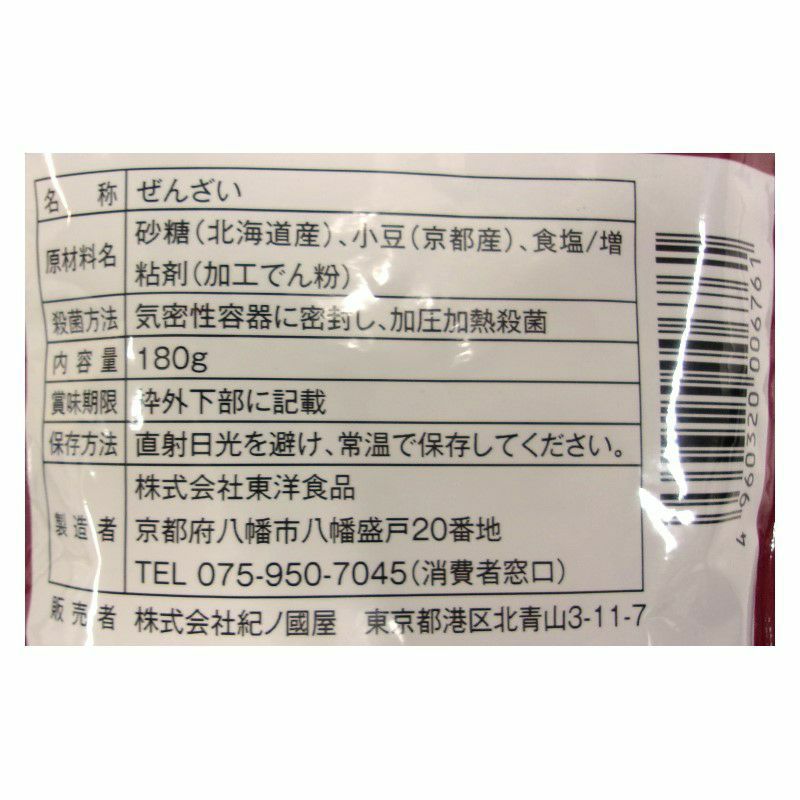 名称 ぜんざい
原材料名 砂糖(北海道産)、小豆(京都産)、食塩/増
粘剤(加工でん粉)
殺菌方法 気密性容器に密封し、加圧加熱殺菌
内容量 180g
賞味期限 枠外下部に記載
保存方法 直射日光を避け、常温で保存してください。
製造者 株式会社東洋食品
京都府八幡市八幡盛戸20番地
TEL 075-950-7045(消費者窓口)
販売者 株式会社紀ノ國屋 東京都港区北青山3-11-7
4 960320 006761